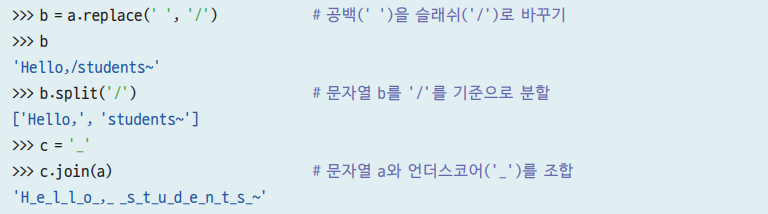 >>> b = a.replace(' ', '/') # 공백(' ')을 슬래쉬('/')로 바꾸기
>>> b
'Hello,/students~'
>>> b.split('/') # 문자열 b를 '/'를 기준으로 분할
['Hello,', 'students~']
>>> c = '_'
>>> c.join(a) # 문자열 a와 언더스코어('_')를 조합
'H_e_l_l_o_,_ _s_t_u_d_e_n_t_s_~'